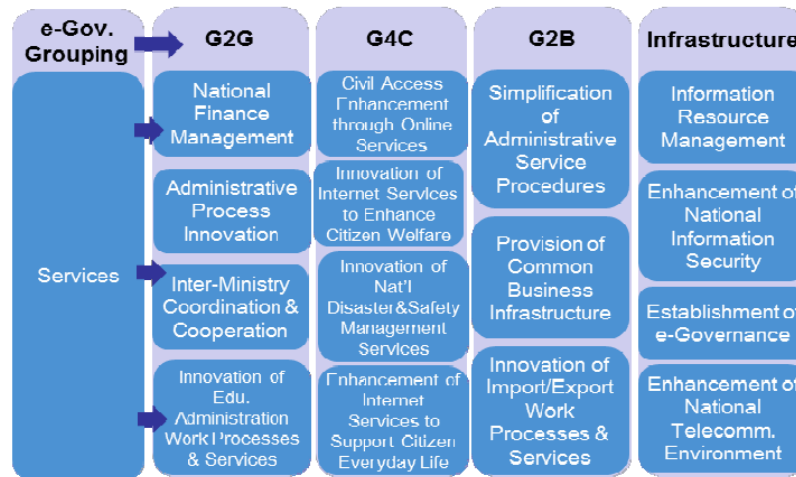 e-Gov.
Grouping
G2G
G4C
G2B
Infrastructure
Services
National
Finance
Management
Administrative
Process
Innovation
Inter-Ministry
Coordination &
Cooperation
Innovation of
Edu.
Administration
Work Processes
& Services
Civil Access
Enhancement
through Online
Services
Innovation of
Internet Services
to Enhance
Citizen Welfare
Innovation of
Nat'l
Disaster&Safety
Management
Services
Enhancement of
Internet
Services to
Support Citizen
Everyday Life
Simplification
of
Administrative
Service
Procedures
Provision of
Common
Business
Infrastructure
Innovation of
Import/Export
Work
Processes &
Services
Information
Resource
Management
Enhancement of
National
Information
Security
Establishment of
e-Governance
Enhancement of
National
Telecomm.
Environment